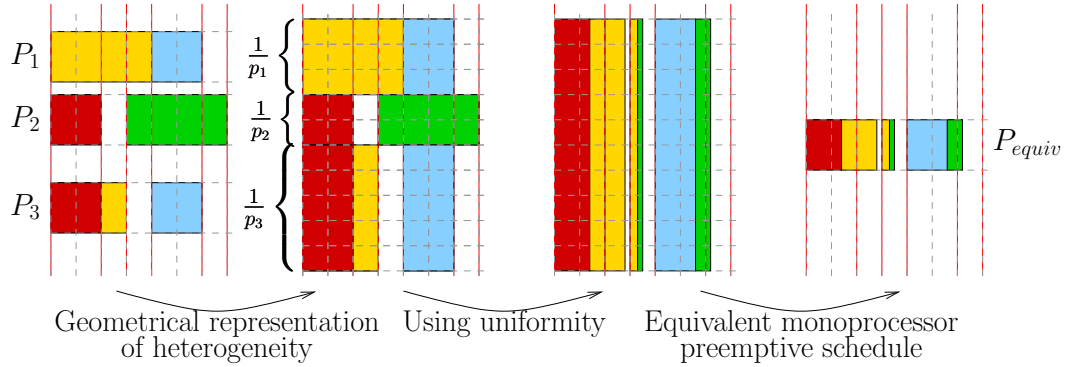 P1
P2
P3
1/p1
1/p2
1/p3
Pequiv
Geometrical representation
of heterogeneity
Using uniformity
Equivalent monoprocessor
preemptive schedule